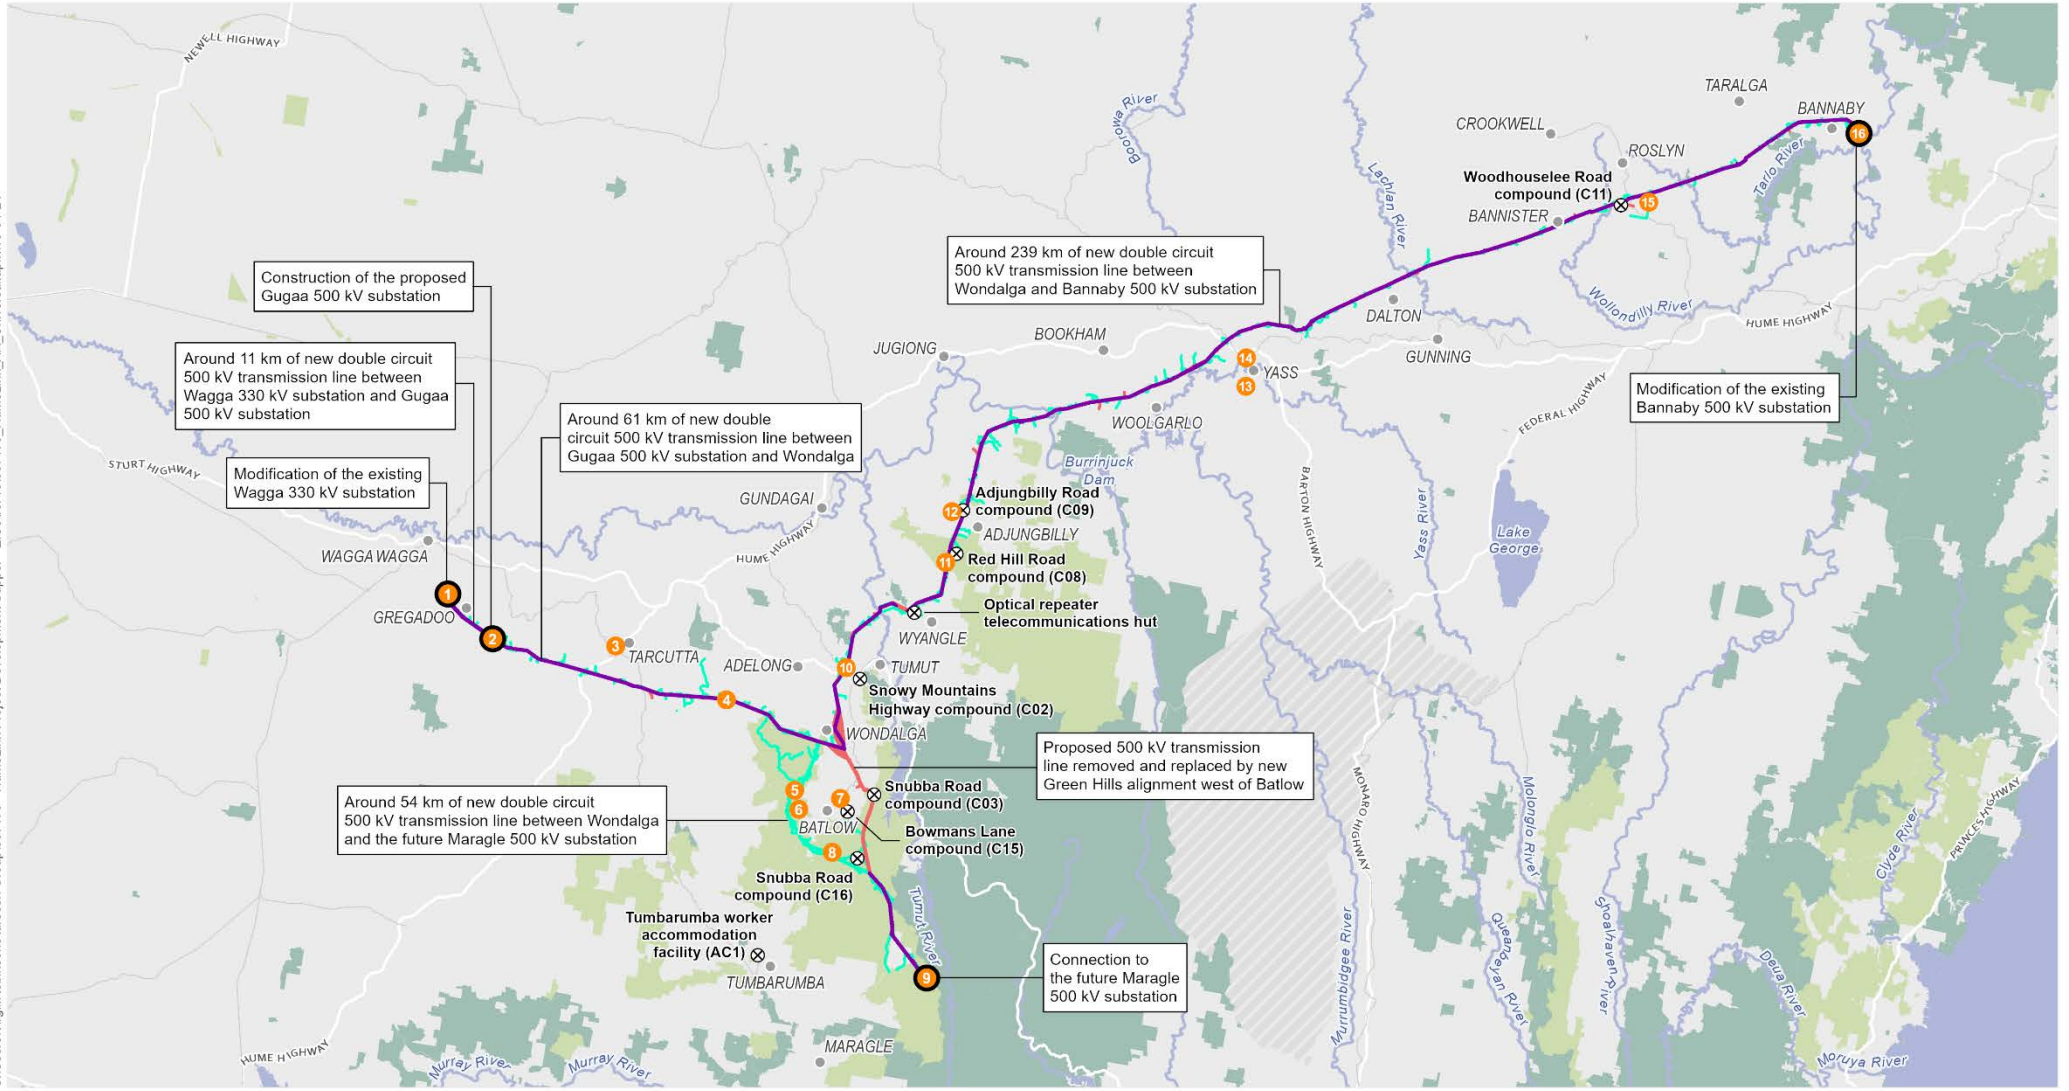 NEWELL HIGHWAY
Boorowa River
TARALGA
BANNABY
16
CROOKWELL
ROSLYN
Tarlo River
Woodhouselee Road
compound (C11)
15
BANNISTER
Lachlan River
Around 239 km of new double circuit
500 kV transmission line between
Wondalga and Bannaby 500 kV substation
Construction of the proposed
Gugaa 500 kV substation
Wollondilly River
HUME HIGHWAY
DALTON
BOOKHAM
JUGIONG
GUNNING
14
YASS
13
Around 11 km of new double circuit
500 kV transmission line between
Wagga 330 kV substation and Gugaa
500 kV substation
Modification of the existing
Bannaby 500 kV substation
FEDERAL HIGHWAY
Around 61 km of new double
circuit 500 kV transmission line between
Gugaa 500 kV substation and Wondalga
WOOLGARLO
STURT HIGHWAY
Modification of the existing
Wagga 330 kV substation
Burrinjuck
Dam
BARTON HIGHWAY
Yass River
GUNDAGAI
12
Adjungbilly Road
compound (C09)
ADJUNGBILLY
Lake
George
WAGGA WAGGA
HUME HIGHWAY
11
Red Hill Road
compound (C08)
1
GREGADOO
Optical repeater
telecommunications hut
WYANGLE
2
3
TARCUTTA
ADELONG
10
TUMUT
Snowy Mountains
Highway compound (C02)
4
WONDALGA
Proposed 500 kV transmission
line removed and replaced by new
Green Hills alignment west of Batlow
5
6
7
BATLOW
Snubba Road
compound (C03)
Bowmans Lane
compound (C15)
Around 54 km of new double circuit
500 kV transmission line between Wondalga
and the future Maragle 500 kV substation
8
Snubba Road
compound (C16)
MONARO HIGHWAY
Molonglo River
Clyde River
PRINCES HIGHWAY
Tumut River
Tumbarumba worker
accommodation
facility (AC1)
TUMBARUMBA
9
Connection to
the future Maragle
500 kV substation
Murrumbidgee River
Queanbeyan River
Shoalhaven River
Deua River
MARAGLE
HUME HIGHWAY
Murray River
Murray River
Moruya River